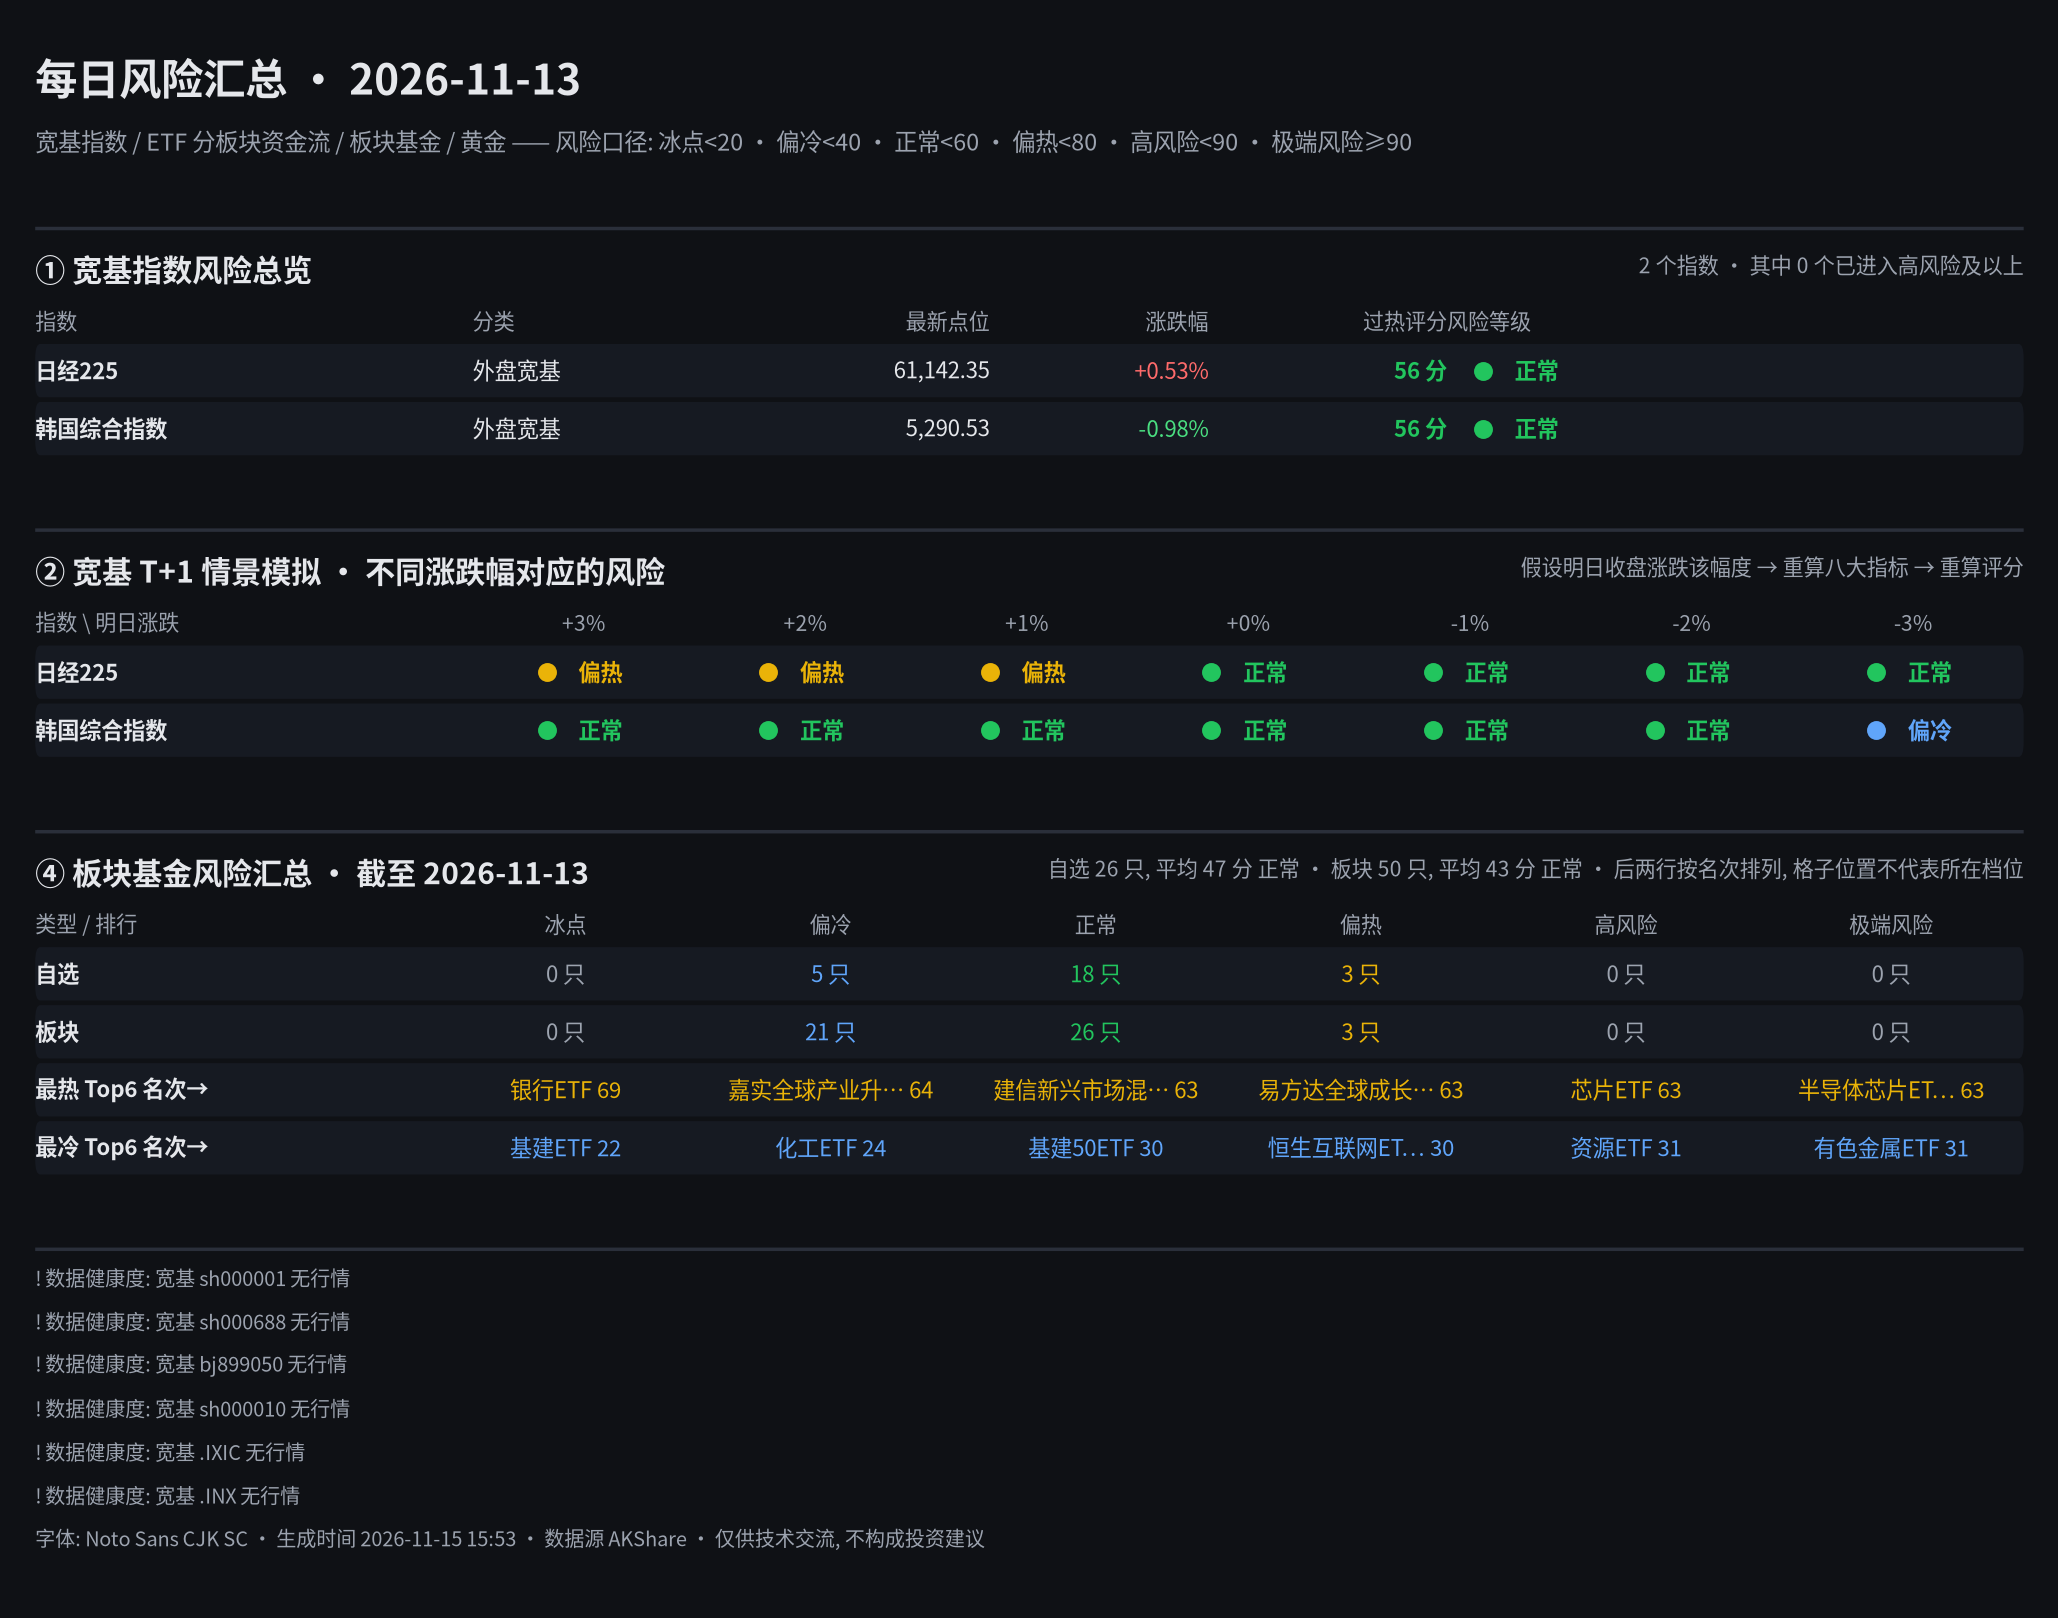 每日风险汇总 · 2026-11-13
宽基指数 / ETF 分板块资金流 / 板块基金 / 黄金 —— 风险口径: 冰点<20 · 偏冷<40 · 正常<60 · 偏热<80 · 高风险<90 · 极端风险≥90
① 宽基指数风险总览 2 个指数 · 其中 0 个已进入高风险及以上
指数 分类 最新点位 涨跌幅 过热评分 风险等级
日经225 外盘宽基 61,142.35 +0.53% 56 分 ● 正常
韩国综合指数 外盘宽基 5,290.53 -0.98% 56 分 ● 正常
② 宽基 T+1 情景模拟 · 不同涨跌幅对应的风险 假设明日收盘涨跌该幅度 → 重算八大指标 → 重算评分
指数 \ 明日涨跌 +3% +2% +1% +0% -1% -2% -3%
日经225 ● 偏热 ● 偏热 ● 偏热 ● 正常 ● 正常 ● 正常 ● 正常
韩国综合指数 ● 正常 ● 正常 ● 正常 ● 正常 ● 正常 ● 正常 ● 偏冷
④ 板块基金风险汇总 · 截至 2026-11-13 自选 26 只, 平均 47 分 正常 · 板块 50 只, 平均 43 分 正常 · 后两行按名次排列, 格子位置不代表所在档位
类型 / 排行 冰点 偏冷 正常 偏热 高风险 极端风险
自选 0 只 5 只 18 只 3 只 0 只 0 只
板块 0 只 21 只 26 只 3 只 0 只 0 只
最热 Top6 名次→ 银行ETF 69 嘉实全球产业升… 64 建信新兴市场混… 63 易方达全球成长… 63 芯片ETF 63 半导体芯片ET… 63
最冷 Top6 名次→ 基建ETF 22 化工ETF 24 基建50ETF 30 恒生互联网ET… 30 资源ETF 31 有色金属ETF 31
! 数据健康度: 宽基 sh000001 无行情
! 数据健康度: 宽基 sh000688 无行情
! 数据健康度: 宽基 bj899050 无行情
! 数据健康度: 宽基 sh000010 无行情
! 数据健康度: 宽基 .IXIC 无行情
! 数据健康度: 宽基 .INX 无行情
字体: Noto Sans CJK SC · 生成时间 2026-11-15 15:53 · 数据源 AKShare · 仅供技术交流, 不构成投资建议